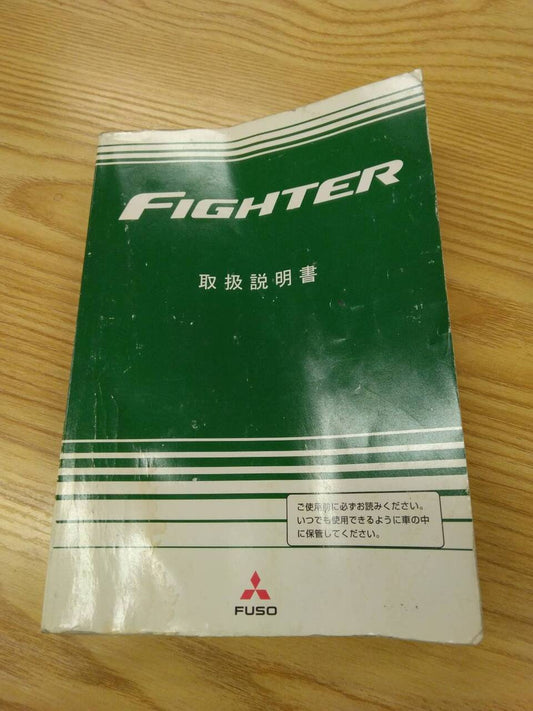 FIGHTER
取扱説明書
ご使用前に必ずお読みください。
いつでも使用できるように車の中
に保管してください。
FUSO